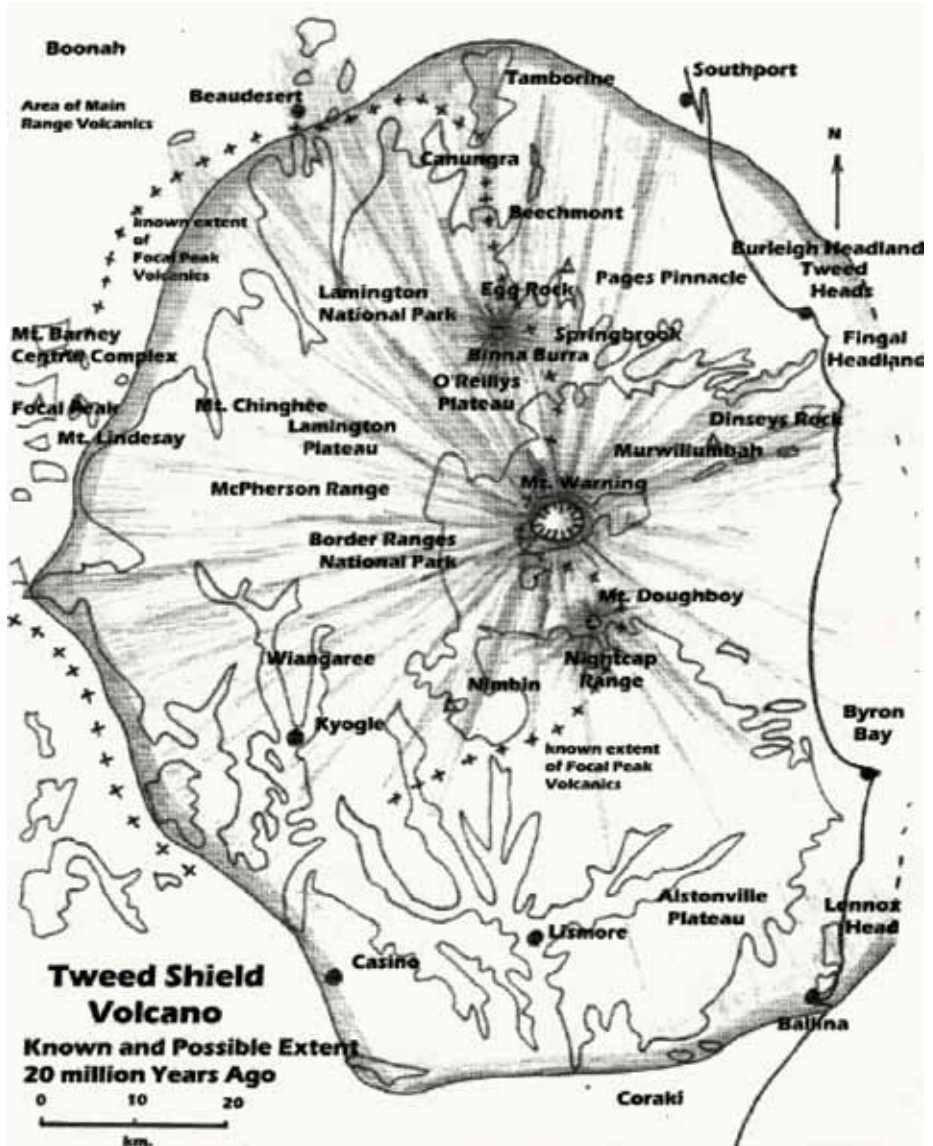 Boonah
Southport
Tamborine
Beaudesert
Area of Main
Range Volcanics
N
Canungra
Beechmont
known extent
of
Focal Peak
Volcanics
Burleigh Headland
Tweed
Heads
Pages Pinnacle
Egg Rock
Lamington
National Park
Springbrook
Mt. Barney
Central Complex
Fingal
Headland
Binna Burra
O'Reillys
Plateau
Focal Peak
Mt. Chinghee
Dinseys Rock
Lamington
Plateau
Mt. Lindesay
Murwillumbah
McPherson Range
Mt. Warning
Border Ranges
National Park
Mt. Doughboy
Wiangaree
Nightcap
Range
Nimbin
Kyogle
Byron
Bay
known extent
of Focal Peak
Volcanics
Alstonville
Plateau
Lennox
Head
Lismore
Casino
Tweed Shield
Volcano
Known and Possible Extent
20 million Years Ago
Ballina
Coraki
0 10 20
km.